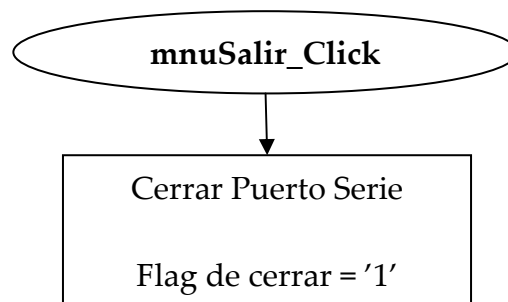 mnuSalir_Click
Cerrar Puerto Serie
Flag de cerrar = ’1’